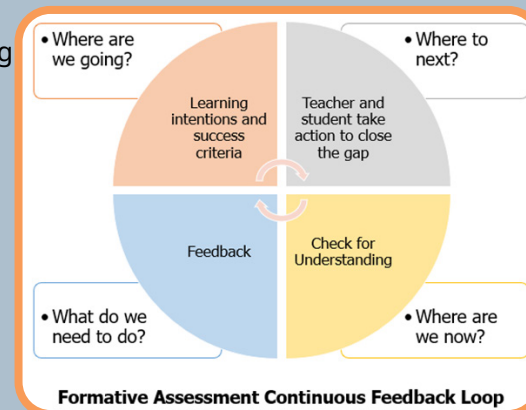 g
• Where are
we going?
• Where to
next?
Learning
intentions and
success
criteria
Teacher and
student take
action to close
the gap
Feedback
Check for
Understanding
• What do we
need to do?
• Where are
we now?
Formative Assessment Continuous Feedback Loop